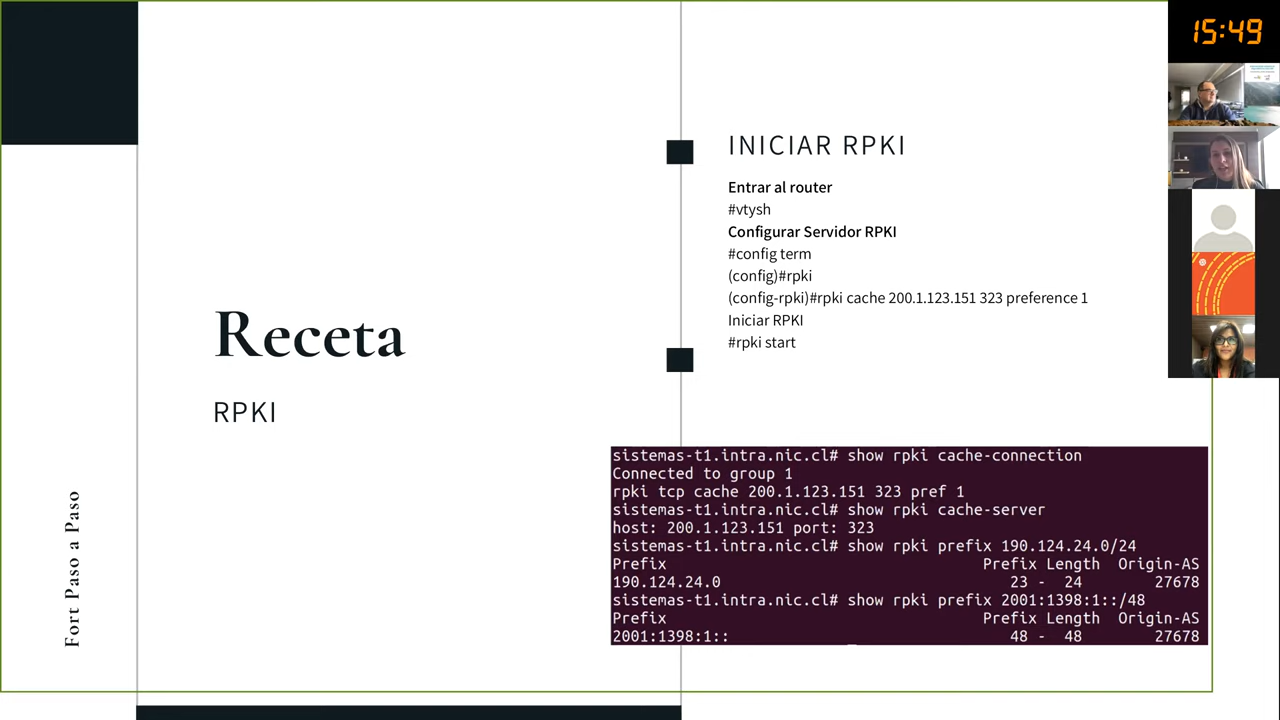 15:49
INICIAR RPKI
Entrar al router
#vtysh
Configurar Servidor RPKI
#config term
(config)#rpki
(config-rpki)#rpki cache 200.1.123.151 323 preference 1
Iniciar RPKI
#rpki start
Receta
RPKI
Fort Paso a Paso
sistemas-t1.intra.nic.cl# show rpki cache-connection
Connected to group 1
rpki tcp cache 200.1.123.151 323 pref 1
sistemas-t1.intra.nic.cl# show rpki cache-server
host: 200.1.123.151 port: 323
sistemas-t1.intra.nic.cl# show rpki prefix 190.124.24.0/24
Prefix Prefix Length Origin-AS
190.124.24.0 23 - 24 27678
sistemas-t1.intra.nic.cl# show rpki prefix 2001:1398:1::/48
Prefix Prefix Length Origin-AS
2001:1398:1:: 48 - 48 27678